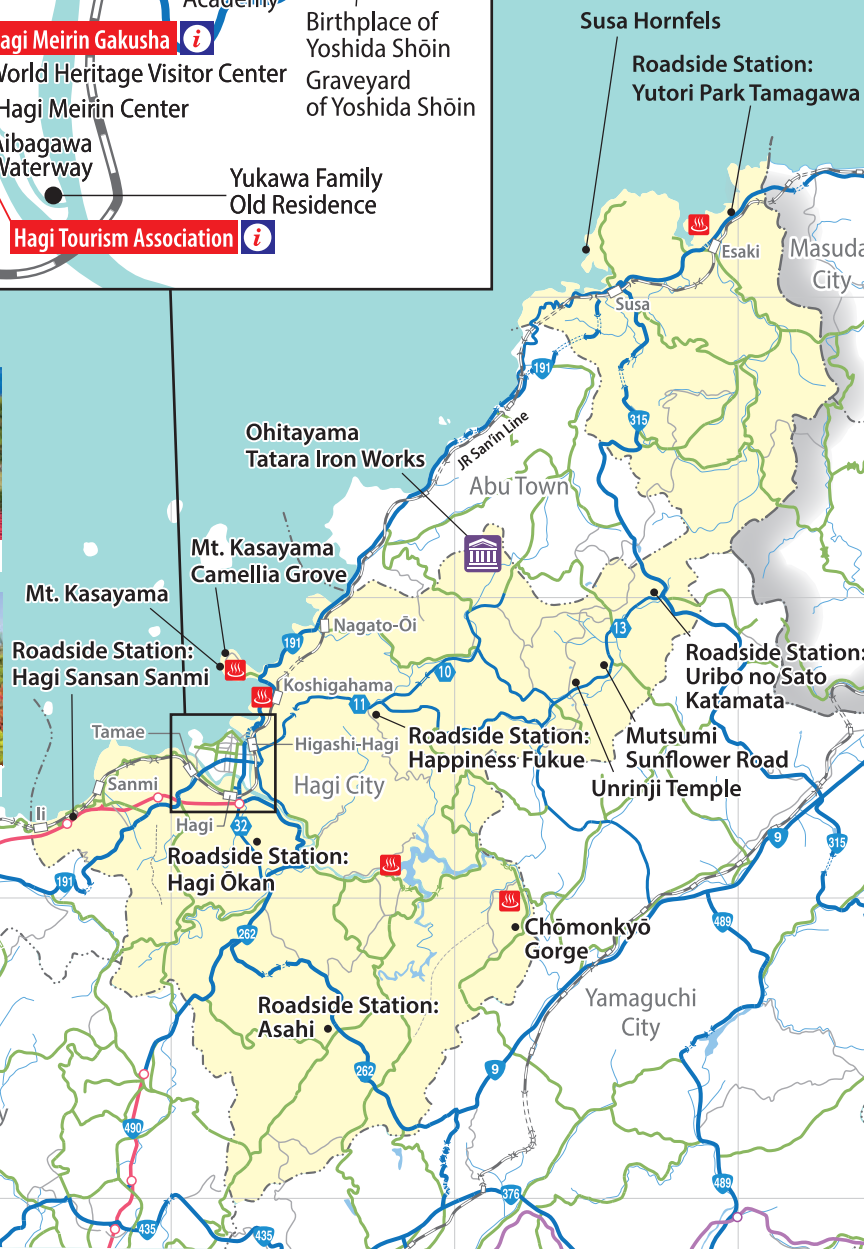 Academy
Birthplace of
Yoshida Shōin
Graveyard
of Yoshida Shōin
agi Meirin Gakusha i
World Heritage Visitor Center
Hagi Meirin Center
Aibagawa
Waterway
Yukawa Family
Old Residence
Hagi Tourism Association i
Susa Hornfels
Roadside Station:
Yutori Park Tamagawa
Esaki
Masuda
City
Susa
191
315
JR San'in Line
Ohitayama
Tatara Iron Works
Abu Town
Mt. Kasayama
Camellia Grove
Mt. Kasayama
Nagato-Ōi
191
13
Roadside Station:
Hagi Sansan Sanmi
Roadside Station:
Uribo no Sato
Katamata
10
Koshigahama
11
Tamae
Higashi-Hagi
Roadside Station:
Happiness Fukue
Mutsumi
Sunflower Road
Unrinji Temple
Sanmi
Hagi City
Ii
Hagi
32
9
315
Roadside Station:
Hagi Ōkan
191
262
489
Chōmonkyō
Gorge
Yamaguchi
City
Roadside Station:
Asahi
262
9
y
490
489
376
435
435